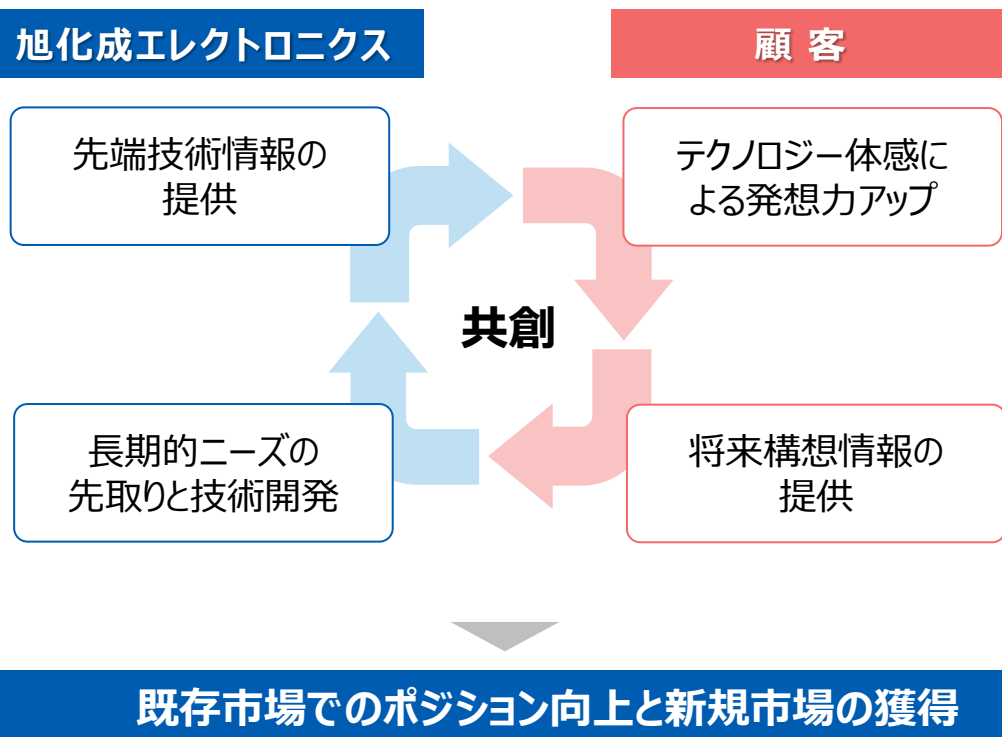 旭化成エレクトロニクス
顧 客
先端技術情報の
提供
テクノロジー体感に
よる発想力アップ
共創
長期的ニーズの
先取りと技術開発
将来構想情報の
提供
既存市場でのポジション向上と新規市場の獲得